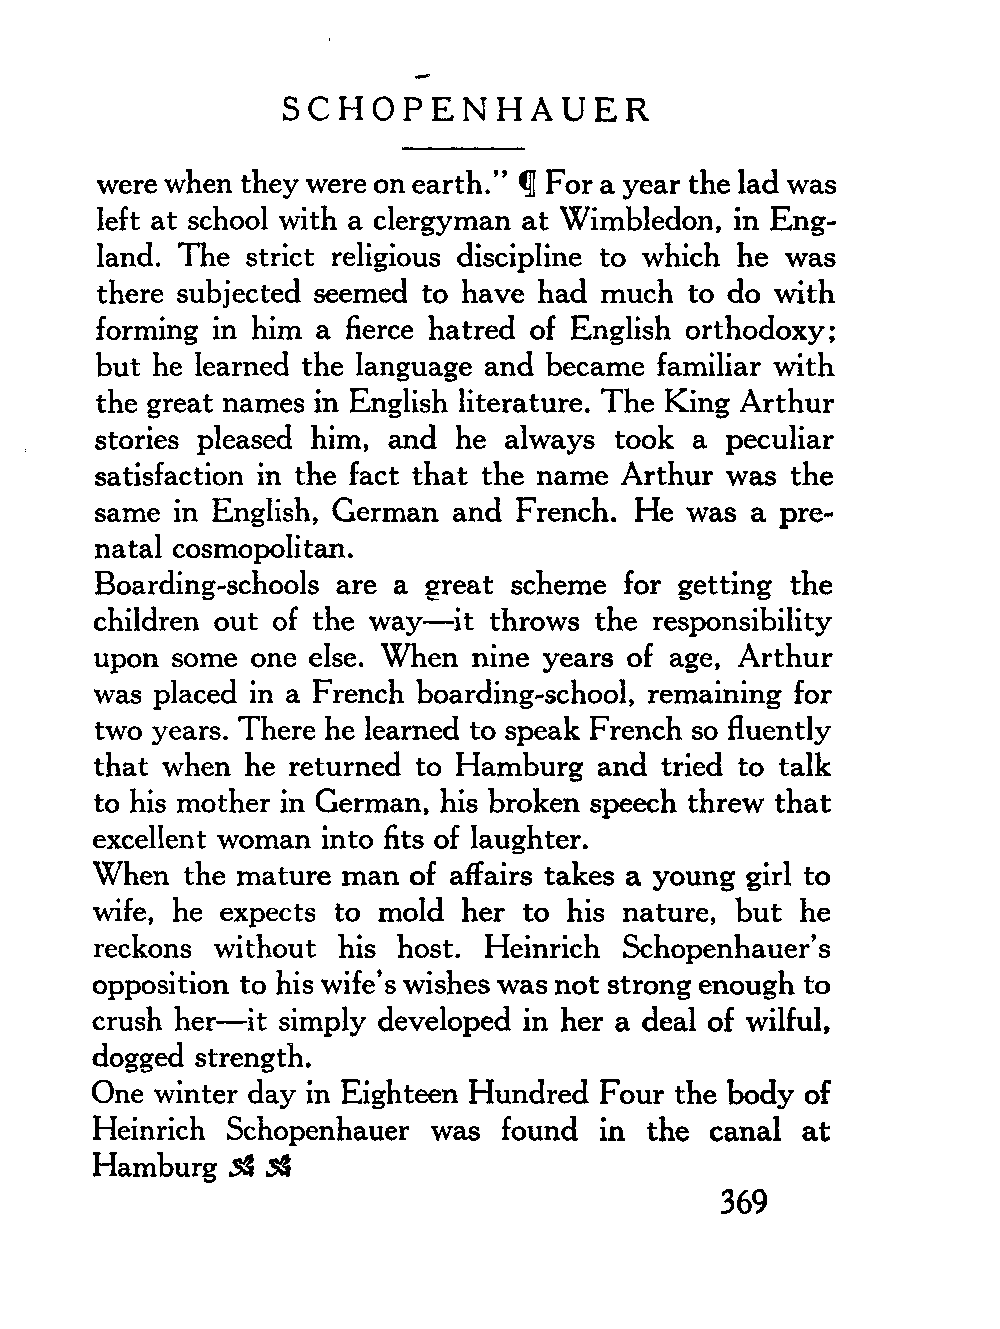 SCHOPENHAUER
were when they were on earth.” ¶ For a year the lad was
left at school with a clergyman at Wimbledon, in Eng-
land. The strict religious discipline to which he was
there subjected seemed to have had much to do with
forming in him a fierce hatred of English orthodoxy;
but he learned the language and became familiar with
the great names in English literature. The King Arthur
stories pleased him, and he always took a peculiar
satisfaction in the fact that the name Arthur was the
same in English, German and French. He was a pre-
natal cosmopolitan.
Boarding-schools are a great scheme for getting the
children out of the way—it throws the responsibility
upon some one else. When nine years of age, Arthur
was placed in a French boarding-school, remaining for
two years. There he learned to speak French so fluently
that when he returned to Hamburg and tried to talk
to his mother in German, his broken speech threw that
excellent woman into fits of laughter.
When the mature man of affairs takes a young girl to
wife, he expects to mold her to his nature, but he
reckons without his host. Heinrich Schopenhauer's
opposition to his wife's wishes was not strong enough to
crush her—it simply developed in her a deal of wilful,
dogged strength.
One winter day in Eighteen Hundred Four the body of
Heinrich Schopenhauer was found in the canal at
Hamburg
369